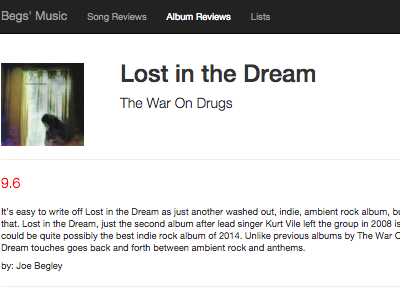 Begs' Music Song Reviews Album Reviews Lists
Lost in the Dream
The War On Drugs
9.6
It's easy to write off Lost in the Dream as just another washed out, indie, ambient rock album,
that. Lost in the Dream, just the second album after lead singer Kurt Vile left the group in 2008 is
could be quite possibly the best indie rock album of 2014. Unlike previous albums by The War
Dream touches goes back and forth between ambient rock and anthems.
by: Joe Begley